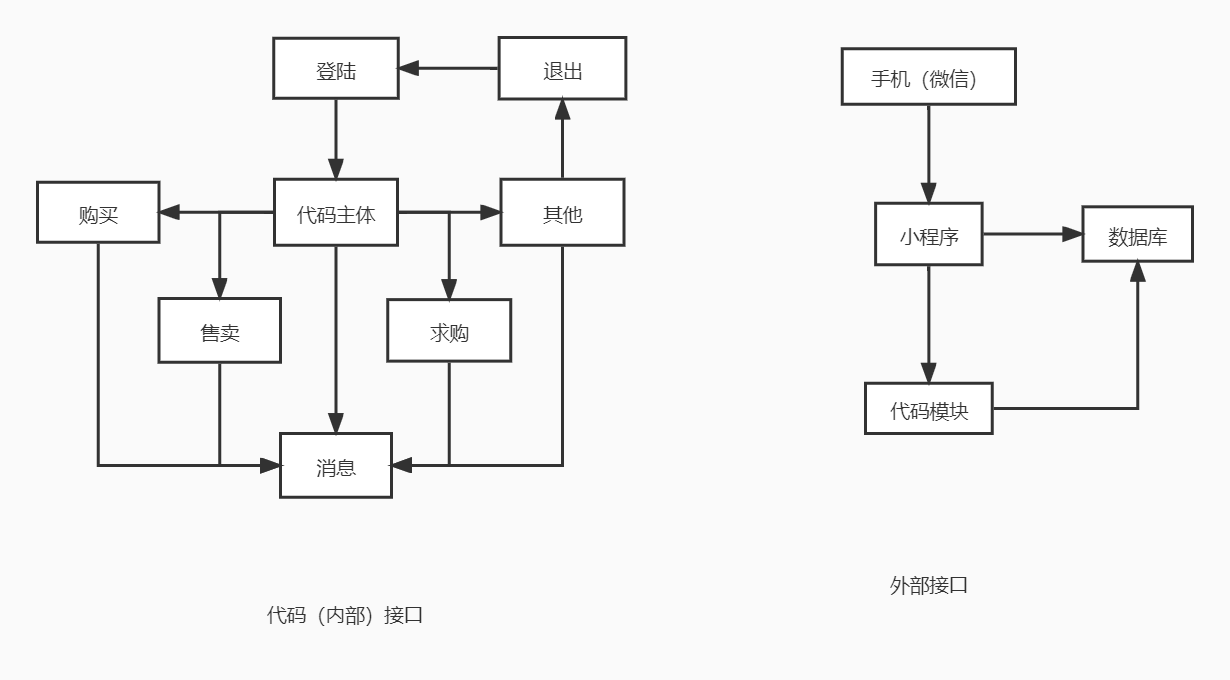 登陆
退出
购买
代码主体
其他
售卖
求购
消息
代码（内部）接口
手机（微信）
小程序
数据库
代码模块
外部接口